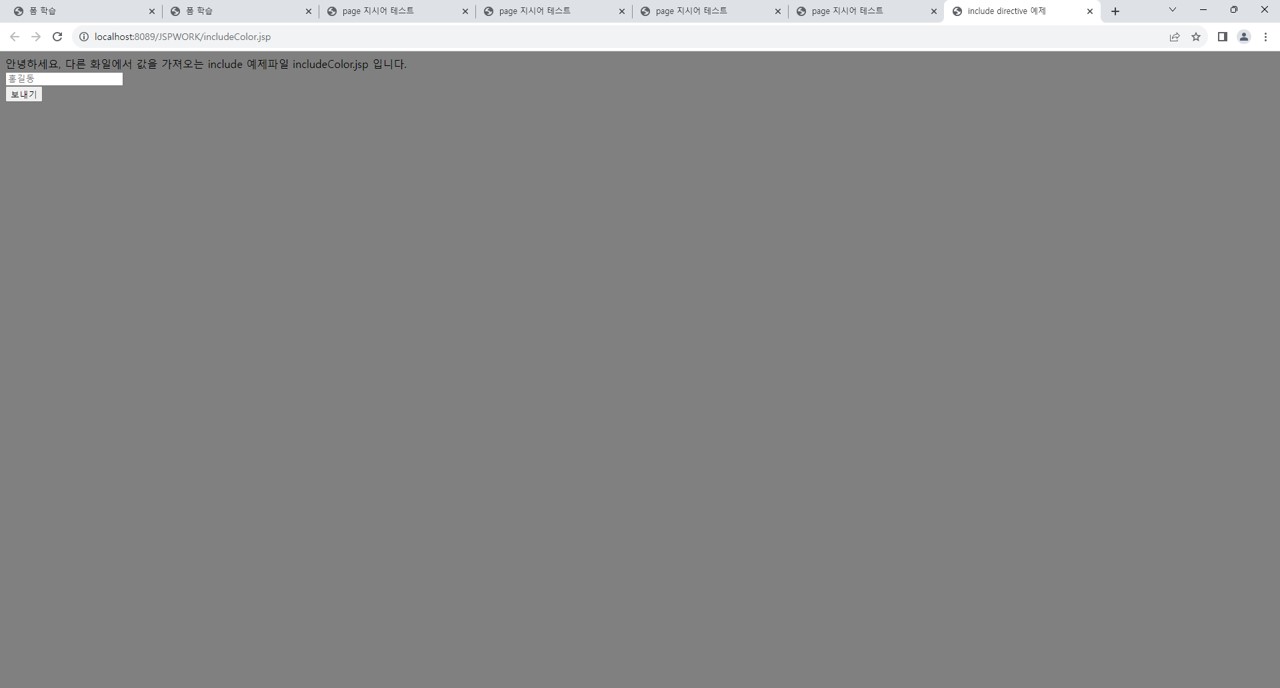 폼 학습
폼 학습
page 지시어 테스트
page 지시어 테스트
page 지시어 테스트
page 지시어 테스트
include directive 예제
localhost:8089/JSPWORK/includeColor.jsp
안녕하세요, 다른 화일에서 값을 가져오는 include 예제파일 includeColor.jsp 입니다.
홍길동
보내기